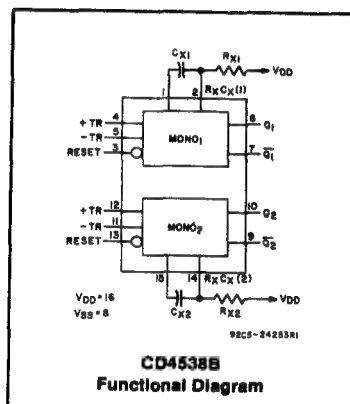 CX1 RX1
VDD
1 2 RXCX(1)
+TR 4
-TR 5
RESET 3
MONO1
6 Q1
7 Q̅1
+TR 12
-TR 11
RESET 13
MONO2
10 Q2
9 Q̅2
15 14 RXCX(2)
VDD
CX2 RX2
VDD = 16
VSS = 8
92CS-24253R1
CD4538B
Functional Diagram